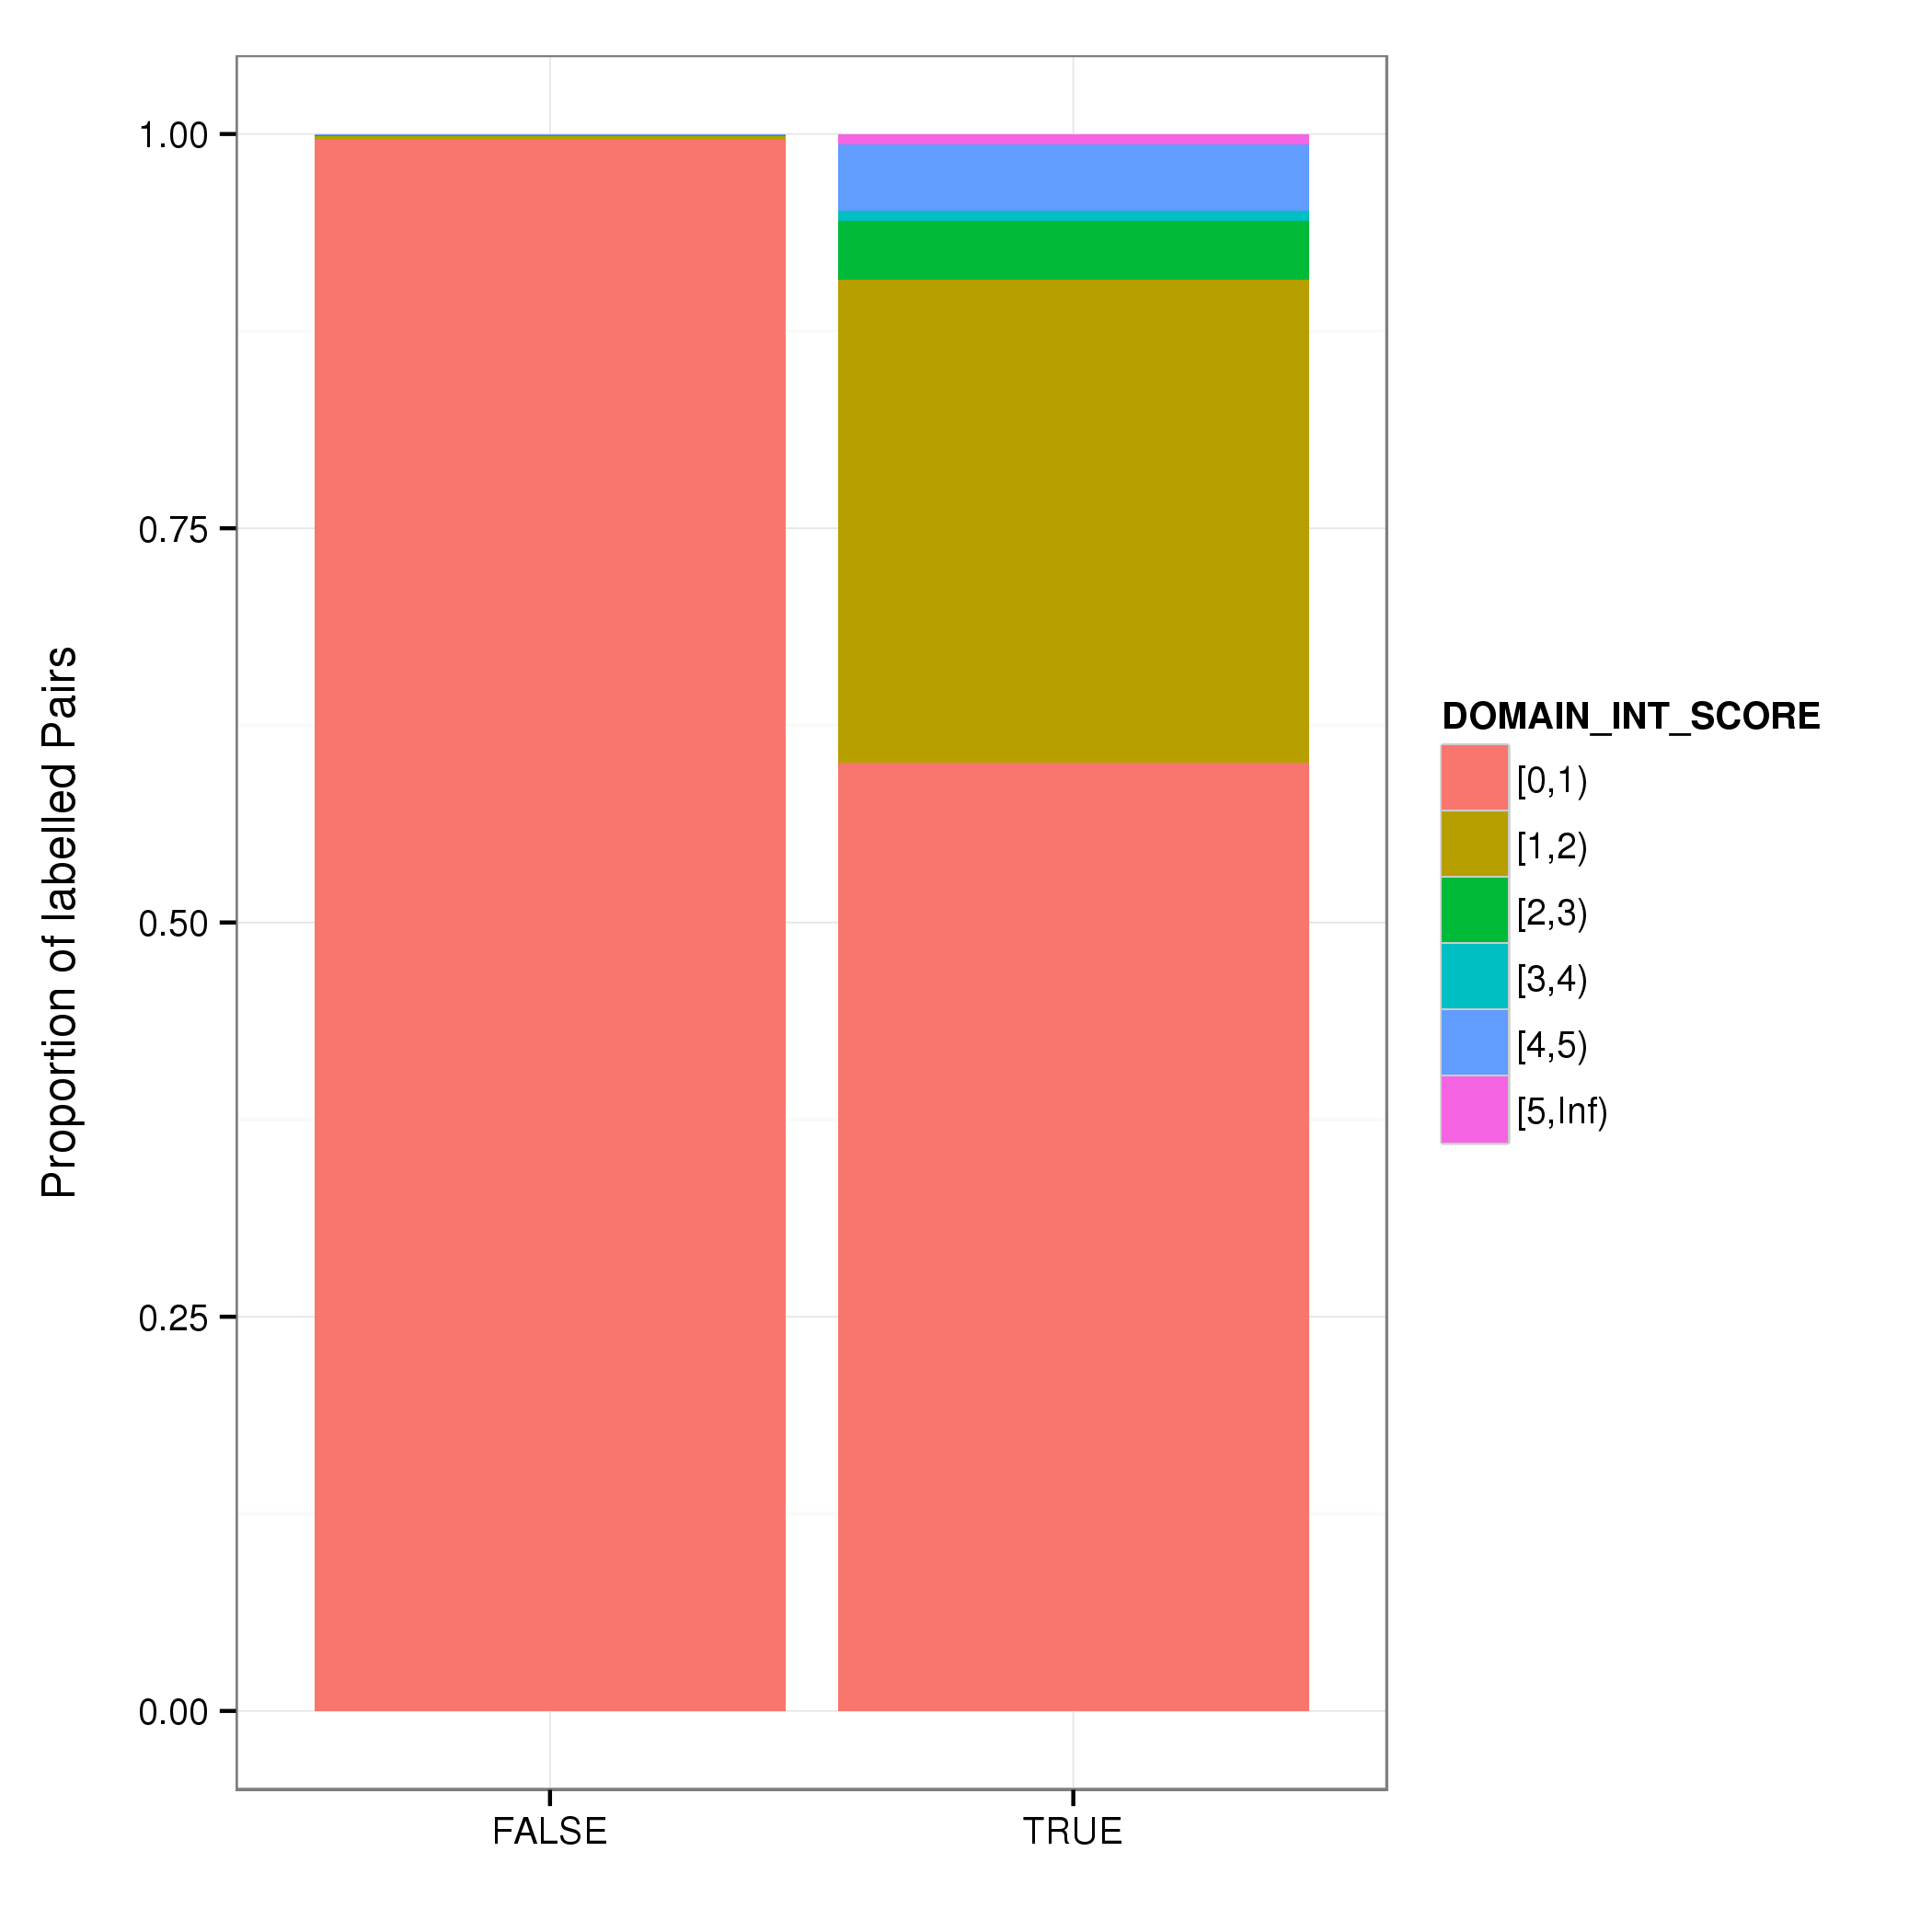 Proportion of labelled Pairs
1.00
0.75
0.50
0.25
0.00
FALSE
TRUE
DOMAIN_INT_SCORE
[0,1)
[1,2)
[2,3)
[3,4)
[4,5)
[5,Inf)